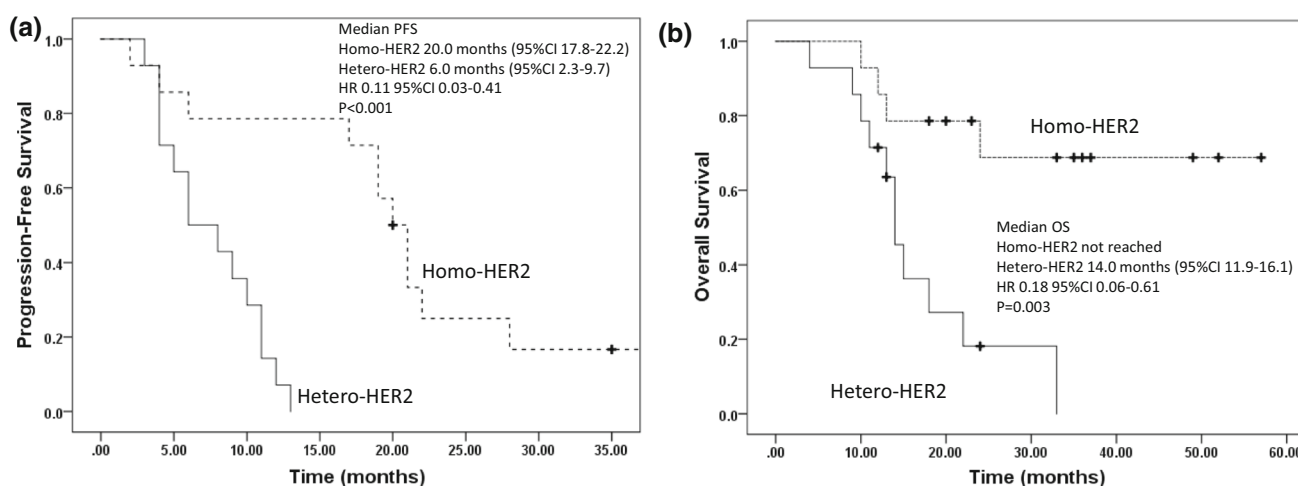 (a)
Progression-Free Survival
1.0
0.8
0.6
0.4
0.2
0.0
Median PFS
Homo-HER2 20.0 months (95%CI 17.8-22.2)
Hetero-HER2 6.0 months (95%CI 2.3-9.7)
HR 0.11 95%CI 0.03-0.41
P<0.001
Homo-HER2
Hetero-HER2
.00 5.00 10.00 15.00 20.00 25.00 30.00 35.00
Time (months)
(b)
Overall Survival
1.0
0.8
0.6
0.4
0.2
0.0
Homo-HER2
Median OS
Homo-HER2 not reached
Hetero-HER2 14.0 months (95%CI 11.9-16.1)
HR 0.18 95%CI 0.06-0.61
P=0.003
Hetero-HER2
.00 10.00 20.00 30.00 40.00 50.00 60.00
Time (months)